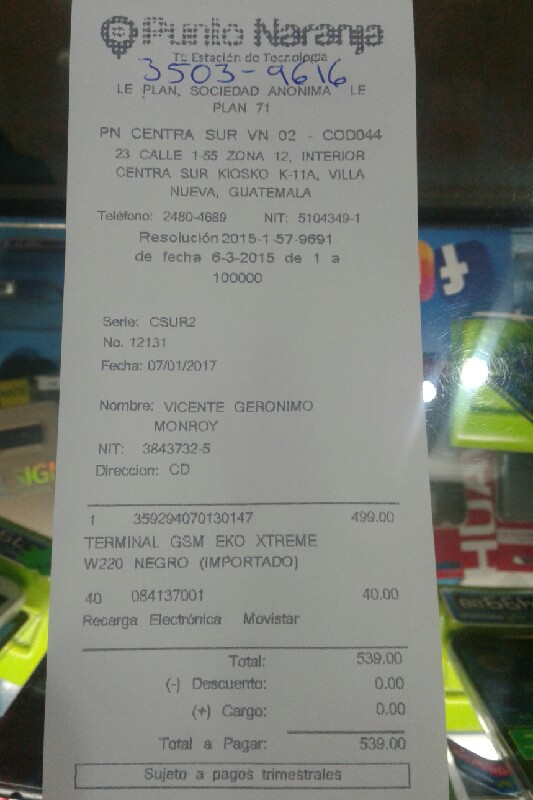 Punto Naranja
Tu Estación de Tecnología
3503-9616
LE PLAN, SOCIEDAD ANONIMA LE
PLAN 71
PN CENTRA SUR VN 02 - COD044
23 CALLE 1-55 ZONA 12, INTERIOR
CENTRA SUR KIOSKO K-11A, VILLA
NUEVA, GUATEMALA
Teléfono: 2480-4689 NIT: 5104349-1
Resolución 2015-1-57-9691
de fecha 6-3-2015 de 1 a
100000
Serie: CSUR2
No. 12131
Fecha: 07/01/2017
Nombre: VICENTE GERONIMO
MONROY
NIT: 3843732-5
Direccion: CD
1 359294070130147 499.00
TERMINAL GSM EKO XTREME
W220 NEGRO (IMPORTADO)
40 084137001 40.00
Recarga Electrónica Movistar
Total: 539.00
(-) Descuento: 0.00
(+) Cargo: 0.00
Total a Pagar: 539.00
Sujeto a pagos trimestrales